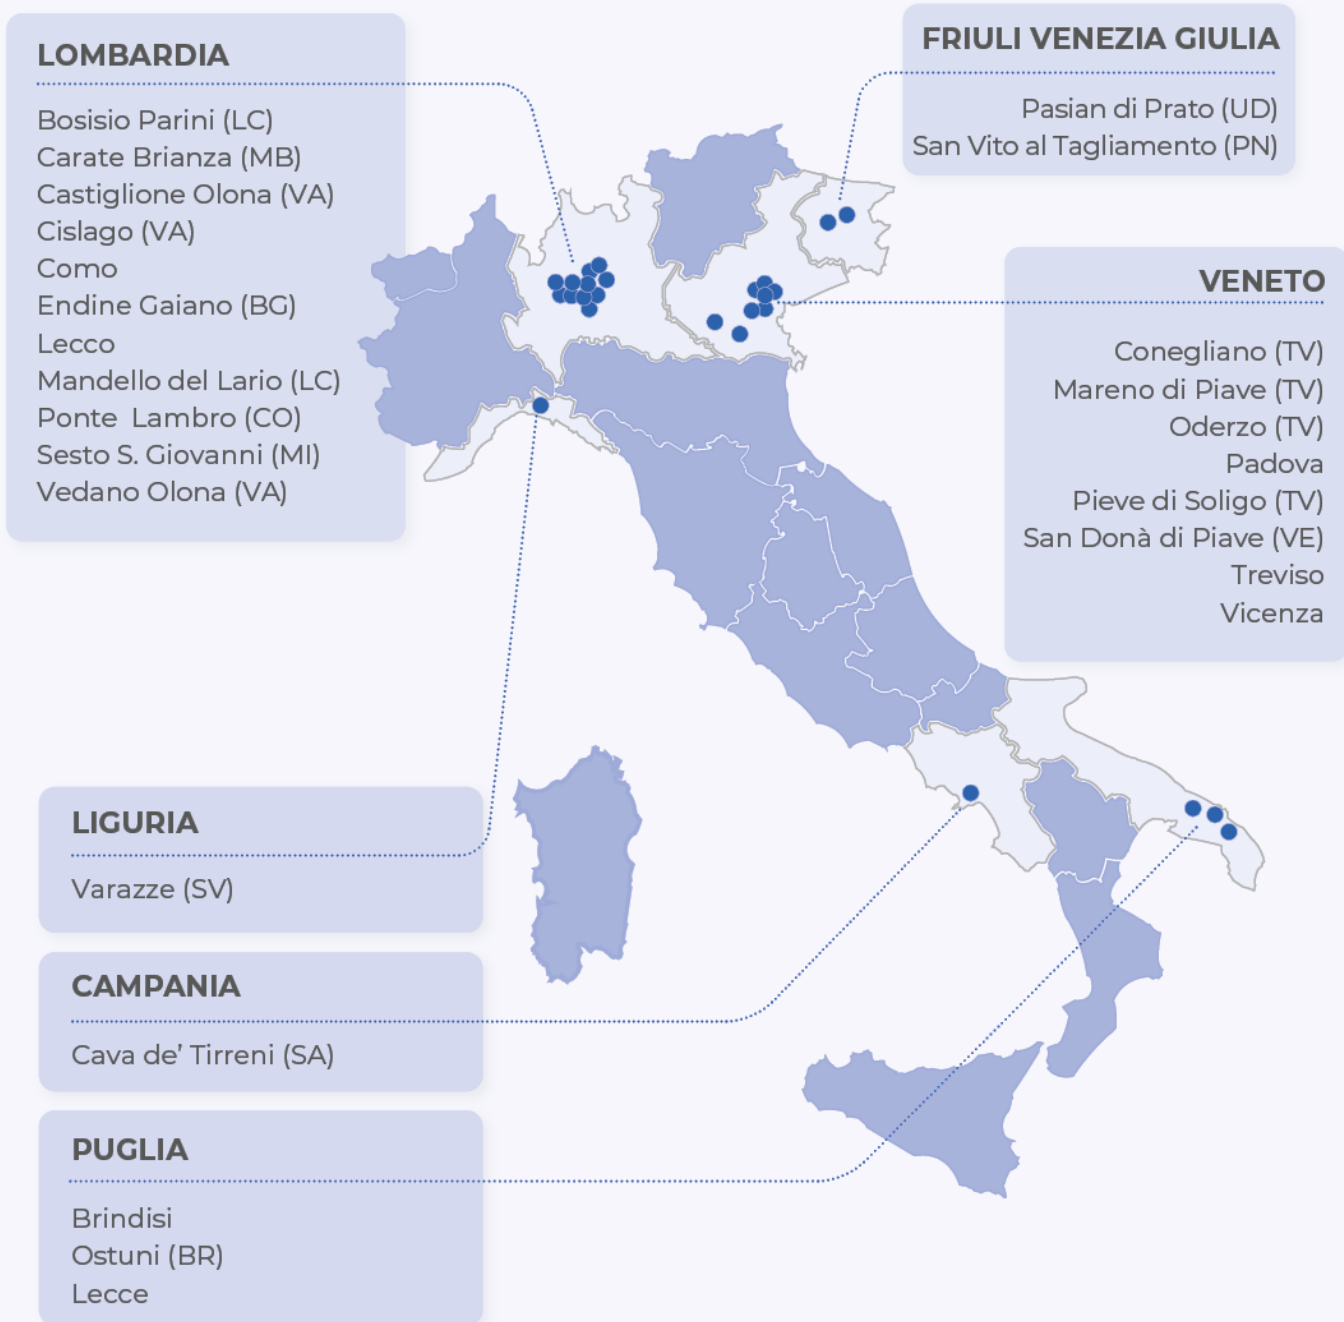 LOMBARDIA
Bosisio Parini (LC)
Carate Brianza (MB)
Castiglione Olona (VA)
Cislago (VA)
Como
Endine Gaiano (BG)
Lecco
Mandello del Lario (LC)
Ponte  Lambro (CO)
Sesto S. Giovanni (MI)
Vedano Olona (VA)
FRIULI VENEZIA GIULIA
Pasian di Prato (UD)
San Vito al Tagliamento (PN)
VENETO
Conegliano (TV)
Mareno di Piave (TV)
Oderzo (TV)
Padova
Pieve di Soligo (TV)
San Donà di Piave (VE)
Treviso
Vicenza
LIGURIA
Varazze (SV)
CAMPANIA
Cava de’ Tirreni (SA)
PUGLIA
Brindisi
Ostuni (BR)
Lecce